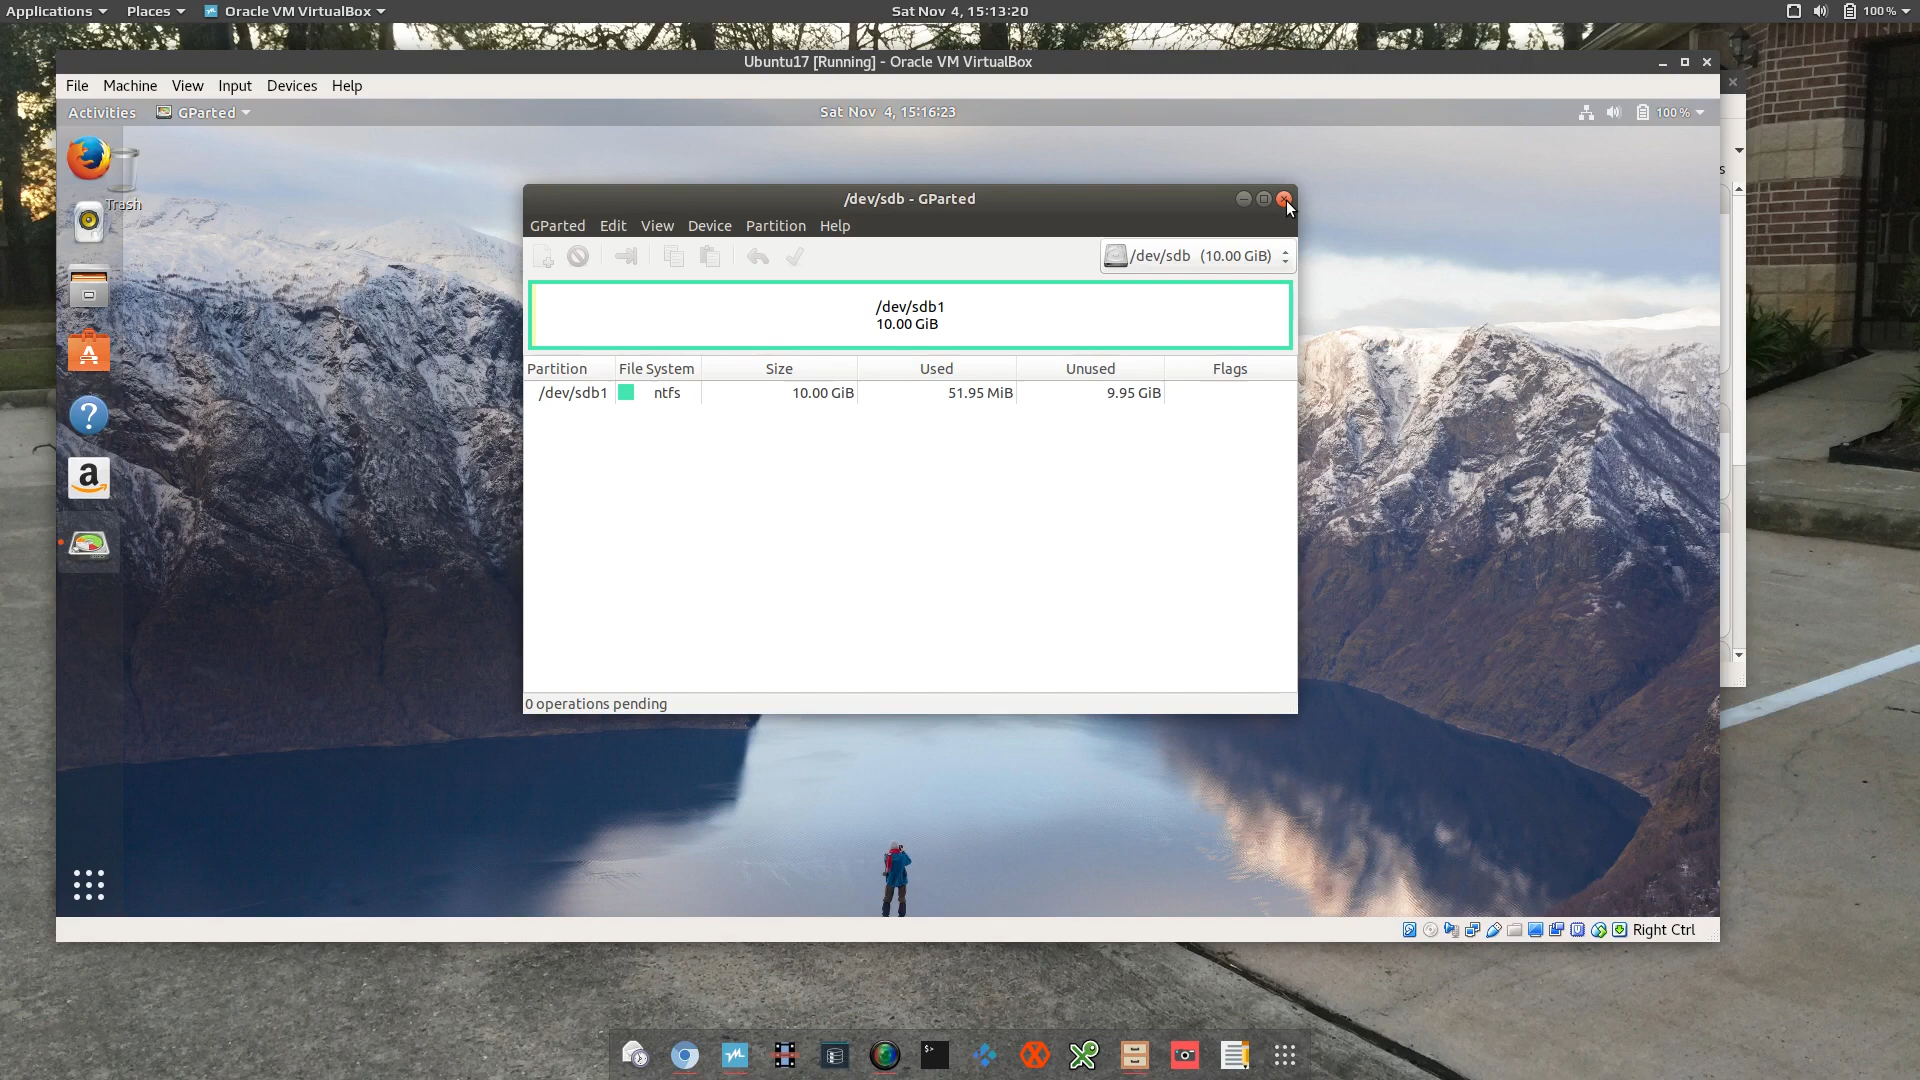 Applications Places Oracle VM VirtualBox Sat Nov 4, 15:13:20 100 %
Ubuntu17 [Running] - Oracle VM VirtualBox
File Machine View Input Devices Help
Activities GParted Sat Nov 4, 15:16:23 100 %
Trash
/dev/sdb - GParted
GParted Edit View Device Partition Help
/dev/sdb (10.00 GiB)
/dev/sdb1
10.00 GiB
Partition File System Size Used Unused Flags
/dev/sdb1 ntfs 10.00 GiB 51.95 MiB 9.95 GiB
0 operations pending
Right Ctrl